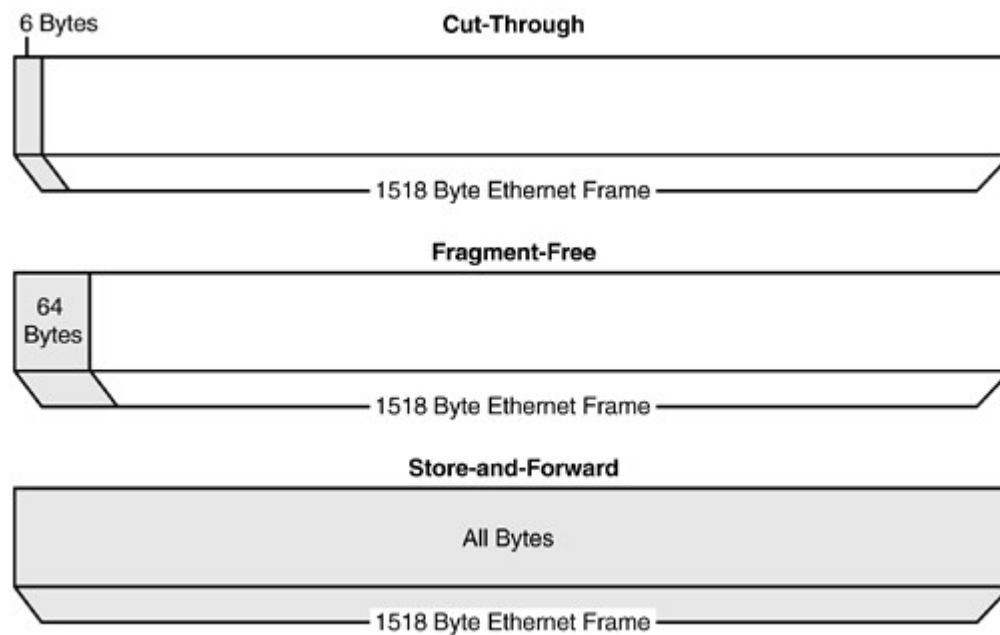 6 Bytes
Cut-Through
1518 Byte Ethernet Frame
Fragment-Free
64
Bytes
1518 Byte Ethernet Frame
Store-and-Forward
All Bytes
1518 Byte Ethernet Frame